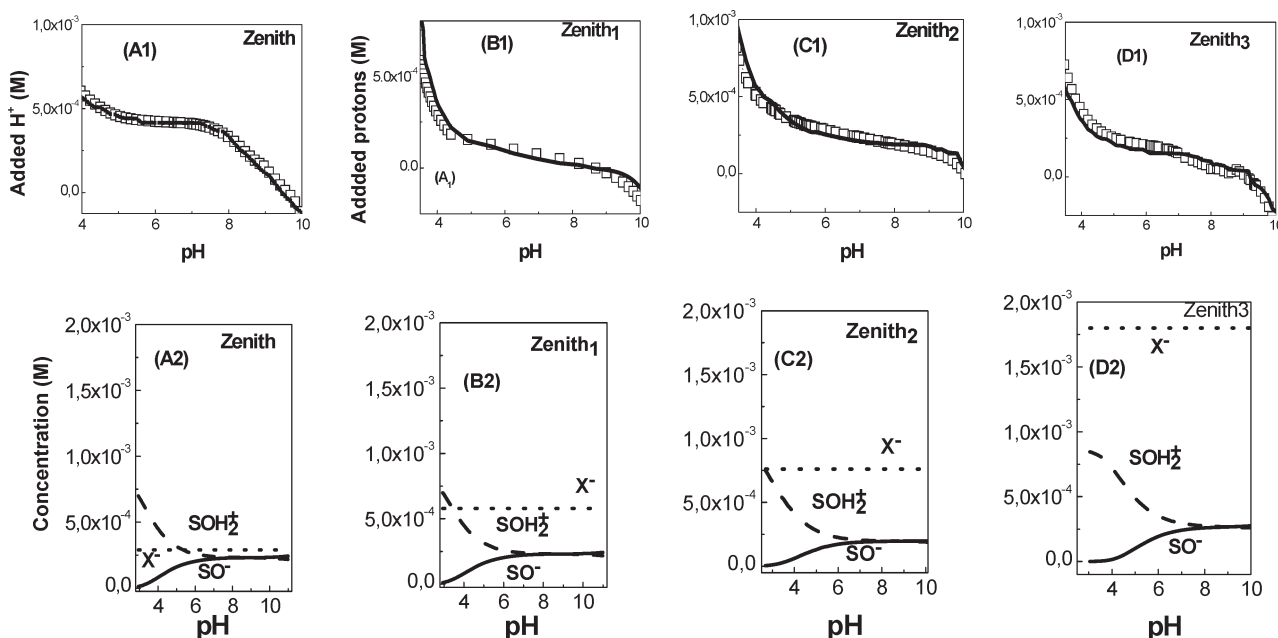 1,0x10⁻³
5,0x10⁻⁴
0,0
Added H⁺ (M)
(A1)
Zenith
4 6 8 10
pH
5,0x10⁻⁴
0,0
Addded protons (M)
(B1)
Zenith₁
(A₁)
4 6 8 10
pH
1,0x10⁻³
5,0x10⁻⁴
0,0
(C1)
Zenith₂
4 6 8 10
pH
1,0x10⁻³
5,0x10⁻⁴
0,0
(D1)
Zenith3
4 6 8 10
pH
2,0x10⁻³
1,5x10⁻³
1,0x10⁻³
5,0x10⁻⁴
0,0
Concentration (M)
(A2)
Zenith
SOH₂⁺
X⁻
SO⁻
4 6 8 10
pH
2,0x10⁻³
1,5x10⁻³
1,0x10⁻³
5,0x10⁻⁴
0,0
Zenith₁
(B2)
X⁻
SOH₂⁺
SO⁻
4 6 8 10
pH
2,0x10⁻³
1,5x10⁻³
1,0x10⁻³
5,0x10⁻⁴
0,0
Zenith₂
(C2)
X⁻
SOH₂⁺
SO⁻
4 6 8 10
pH
2,0x10⁻³
1,5x10⁻³
1,0x10⁻³
5,0x10⁻⁴
0,0
Zenith3
X⁻
(D2)
SOH₂⁺
SO⁻
4 6 8 10
pH